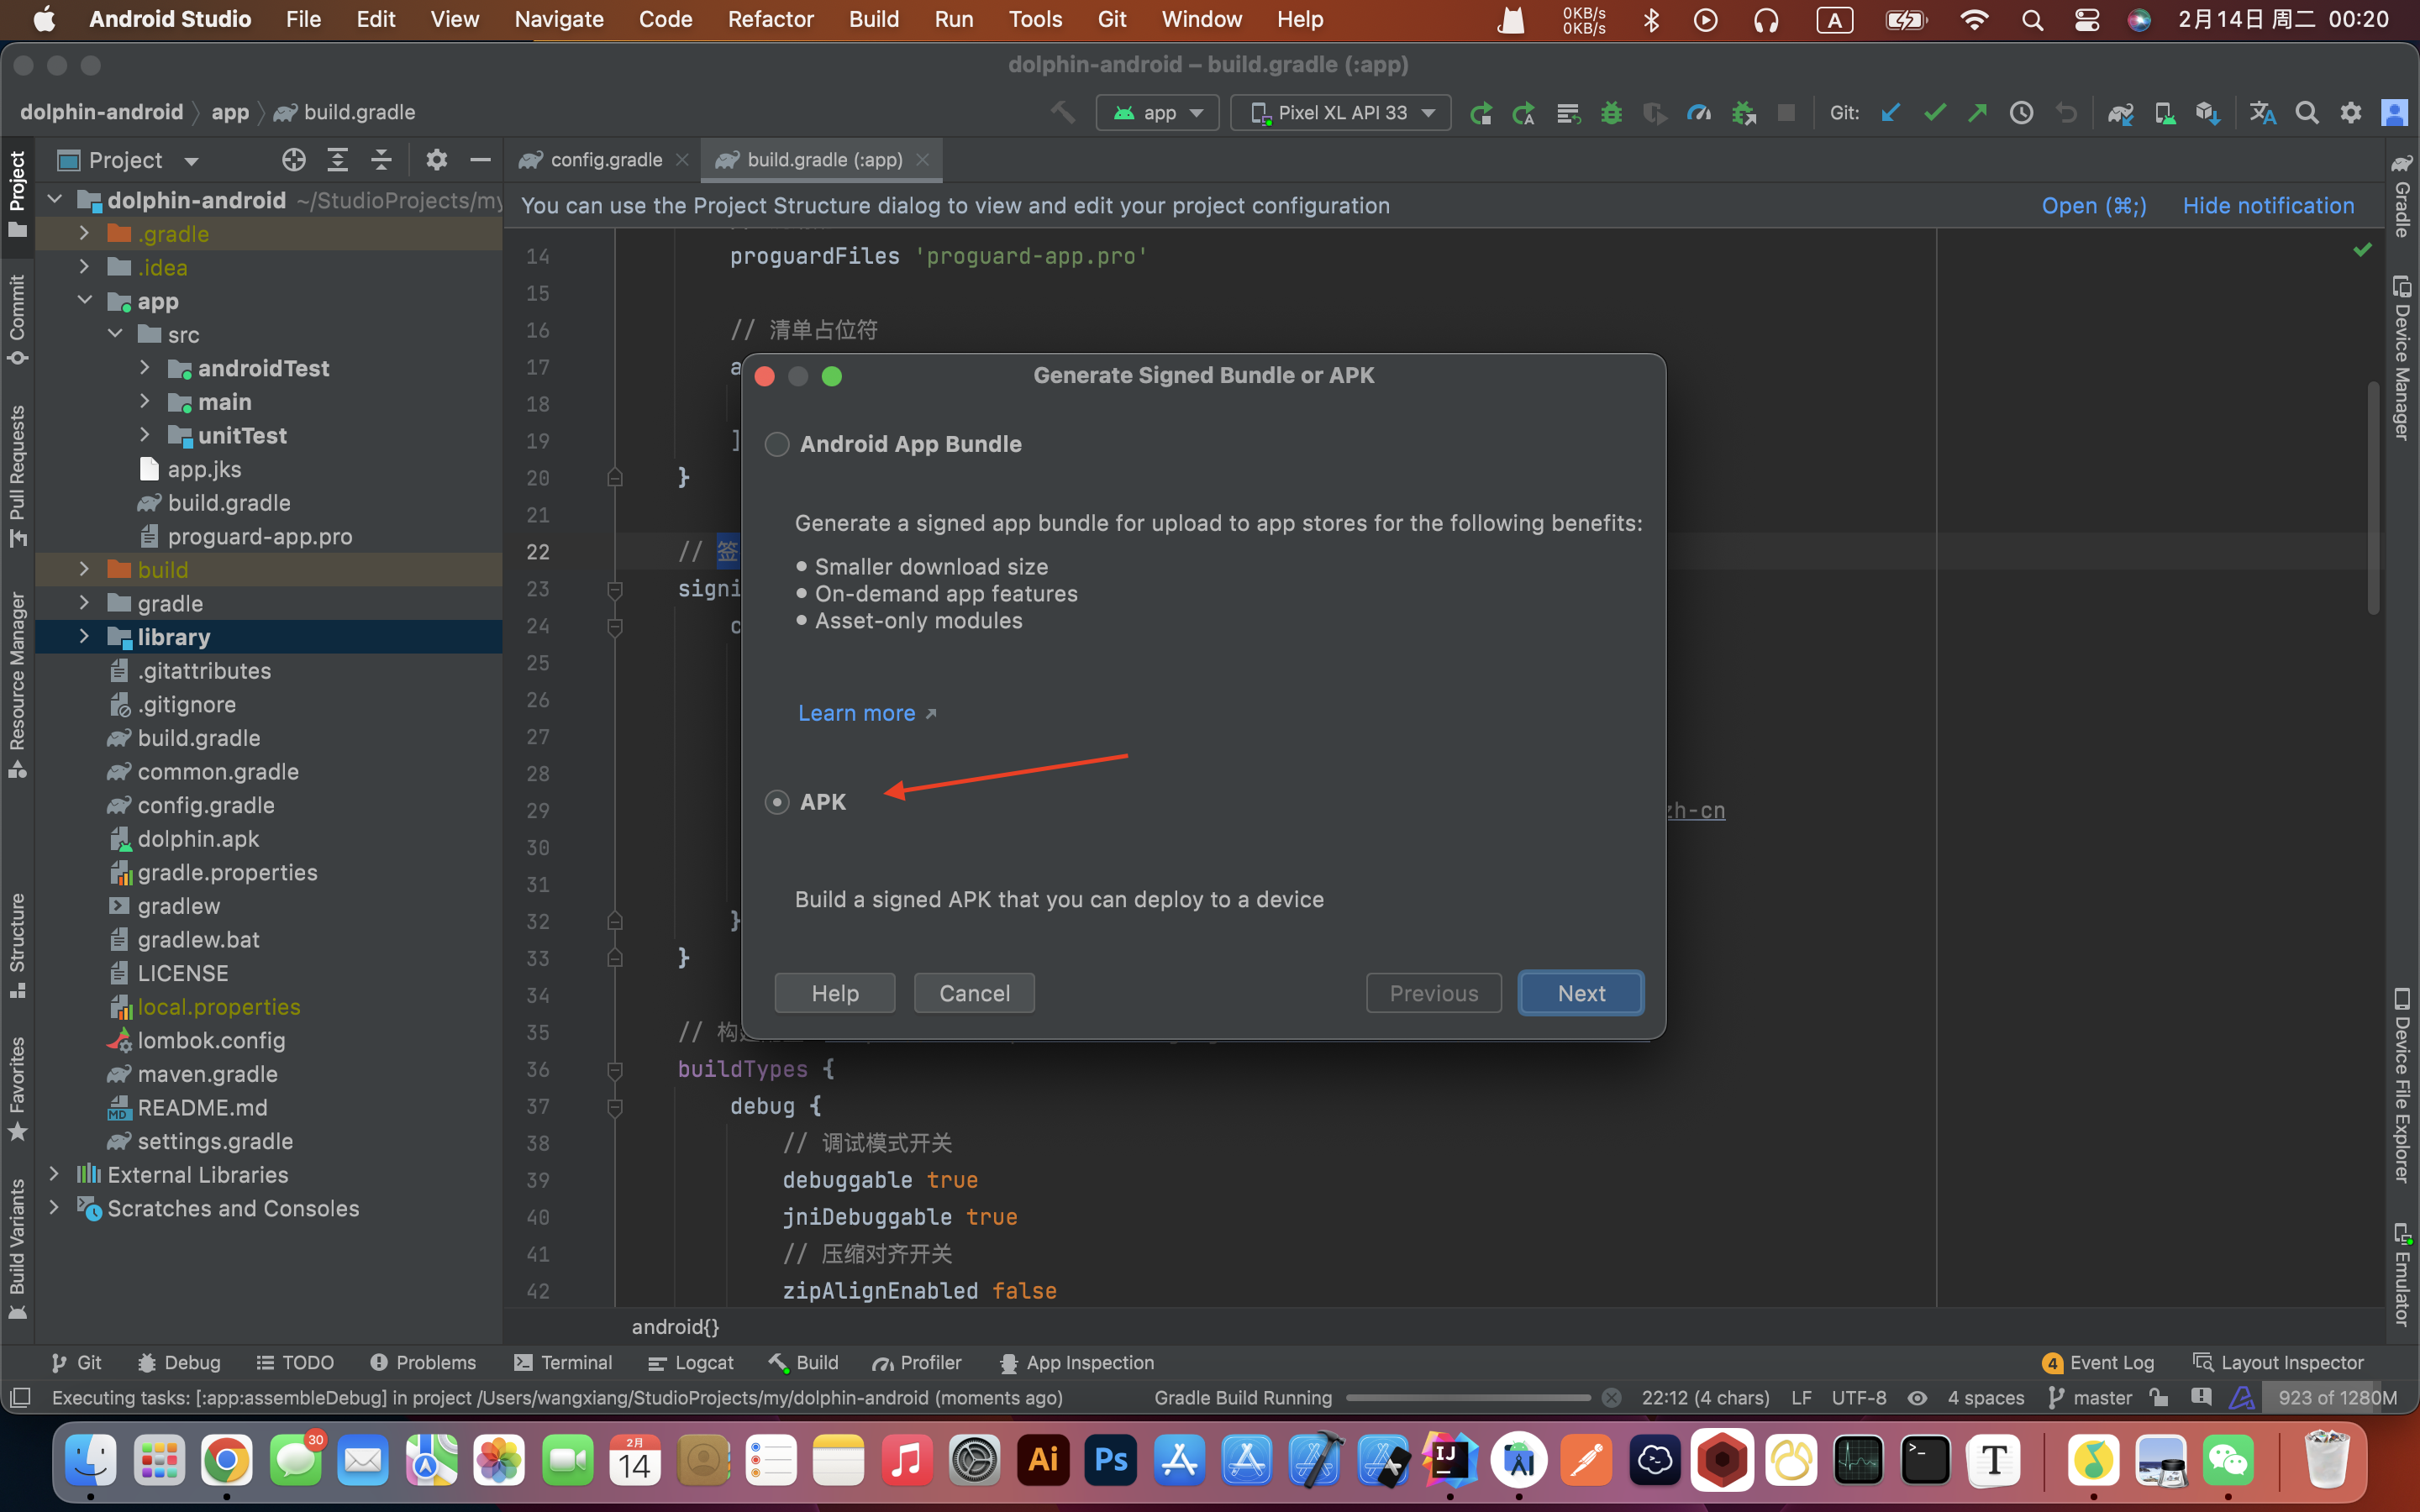 Android Studio File Edit View Navigate Code Refactor Build Run Tools Git Window Help 0KB/s 0KB/s A 2月14日 周二 00:20
dolphin-android – build.gradle (:app)
dolphin-android app build.gradle app Pixel XL API 33 Git:
Project config.gradle build.gradle (:app)
You can use the Project Structure dialog to view and edit your project configuration Open (⌘;) Hide notification
Project
Commit
Pull Requests
Resource Manager
Structure
Favorites
Build Variants
dolphin-android ~/StudioProjects/my
.gradle
.idea
app
src
androidTest
main
unitTest
app.jks
build.gradle
proguard-app.pro
build
gradle
library
.gitattributes
.gitignore
build.gradle
common.gradle
config.gradle
dolphin.apk
gradle.properties
gradlew
gradlew.bat
LICENSE
local.properties
lombok.config
maven.gradle
README.md
settings.gradle
External Libraries
Scratches and Consoles
14 proguardFiles 'proguard-app.pro'
15
16 // 清单占位符
17 a
18
19 ]
20 }
21
22 // 签
23 signi
24 c
25
26
27
28
29 zh-cn
30
31
32 }
33 }
34
35 // 构
36 buildTypes {
37 debug {
38 // 调试模式开关
39 debuggable true
40 jniDebuggable true
41 // 压缩对齐开关
42 zipAlignEnabled false
android{}
Generate Signed Bundle or APK
Android App Bundle
Generate a signed app bundle for upload to app stores for the following benefits:
• Smaller download size
• On-demand app features
• Asset-only modules
Learn more
APK
Build a signed APK that you can deploy to a device
Help Cancel Previous Next
Gradle
Device Manager
Device File Explorer
Emulator
Git Debug TODO Problems Terminal Logcat Build Profiler App Inspection 4 Event Log Layout Inspector
Executing tasks: [:app:assembleDebug] in project /Users/wangxiang/StudioProjects/my/dolphin-android (moments ago) Gradle Build Running 22:12 (4 chars) LF UTF-8 4 spaces master 923 of 1280M
30 2月 14 Ai Ps IJ T